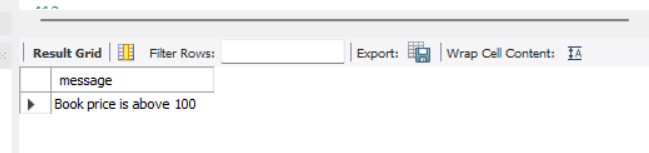 Result Grid Filter Rows: Export: Wrap Cell Content:
message
Book price is above 100